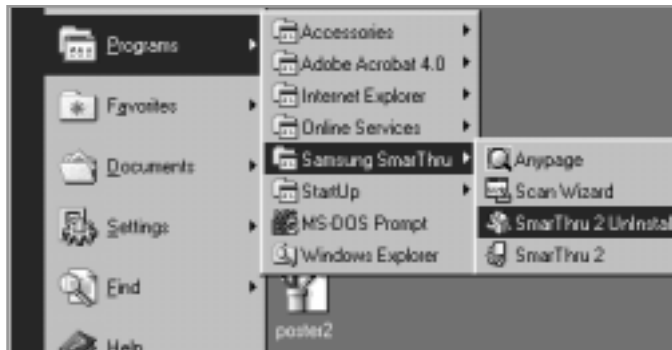 Programs
Favorites
Documents
Settings
Find
Help
Accessories
Adobe Acrobat 4.0
Internet Explorer
Online Services
Samsung SmarThru
StartUp
MS-DOS Prompt
Windows Explorer
Anypage
Scan Wizard
SmarThru 2 UnInstal
SmarThru 2
poster2